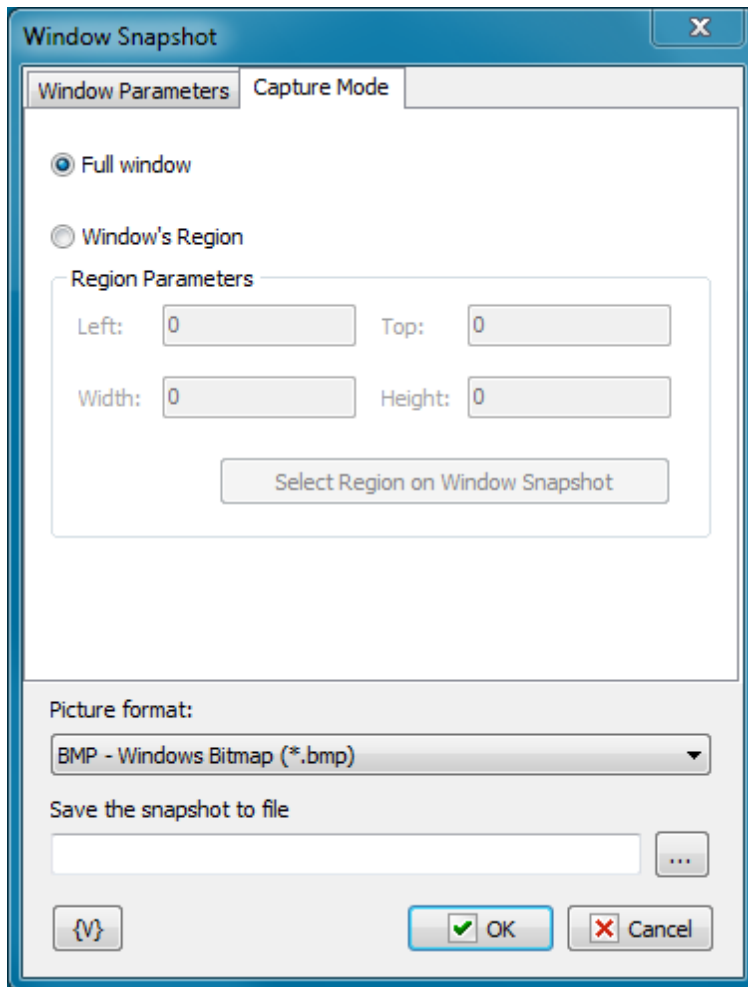 Window Snapshot
Window Parameters Capture Mode
Full window
Window's Region
Region Parameters
Left: 0 Top: 0
Width: 0 Height: 0
Select Region on Window Snapshot
Picture format:
BMP - Windows Bitmap (*.bmp)
Save the snapshot to file
...
{V} OK Cancel